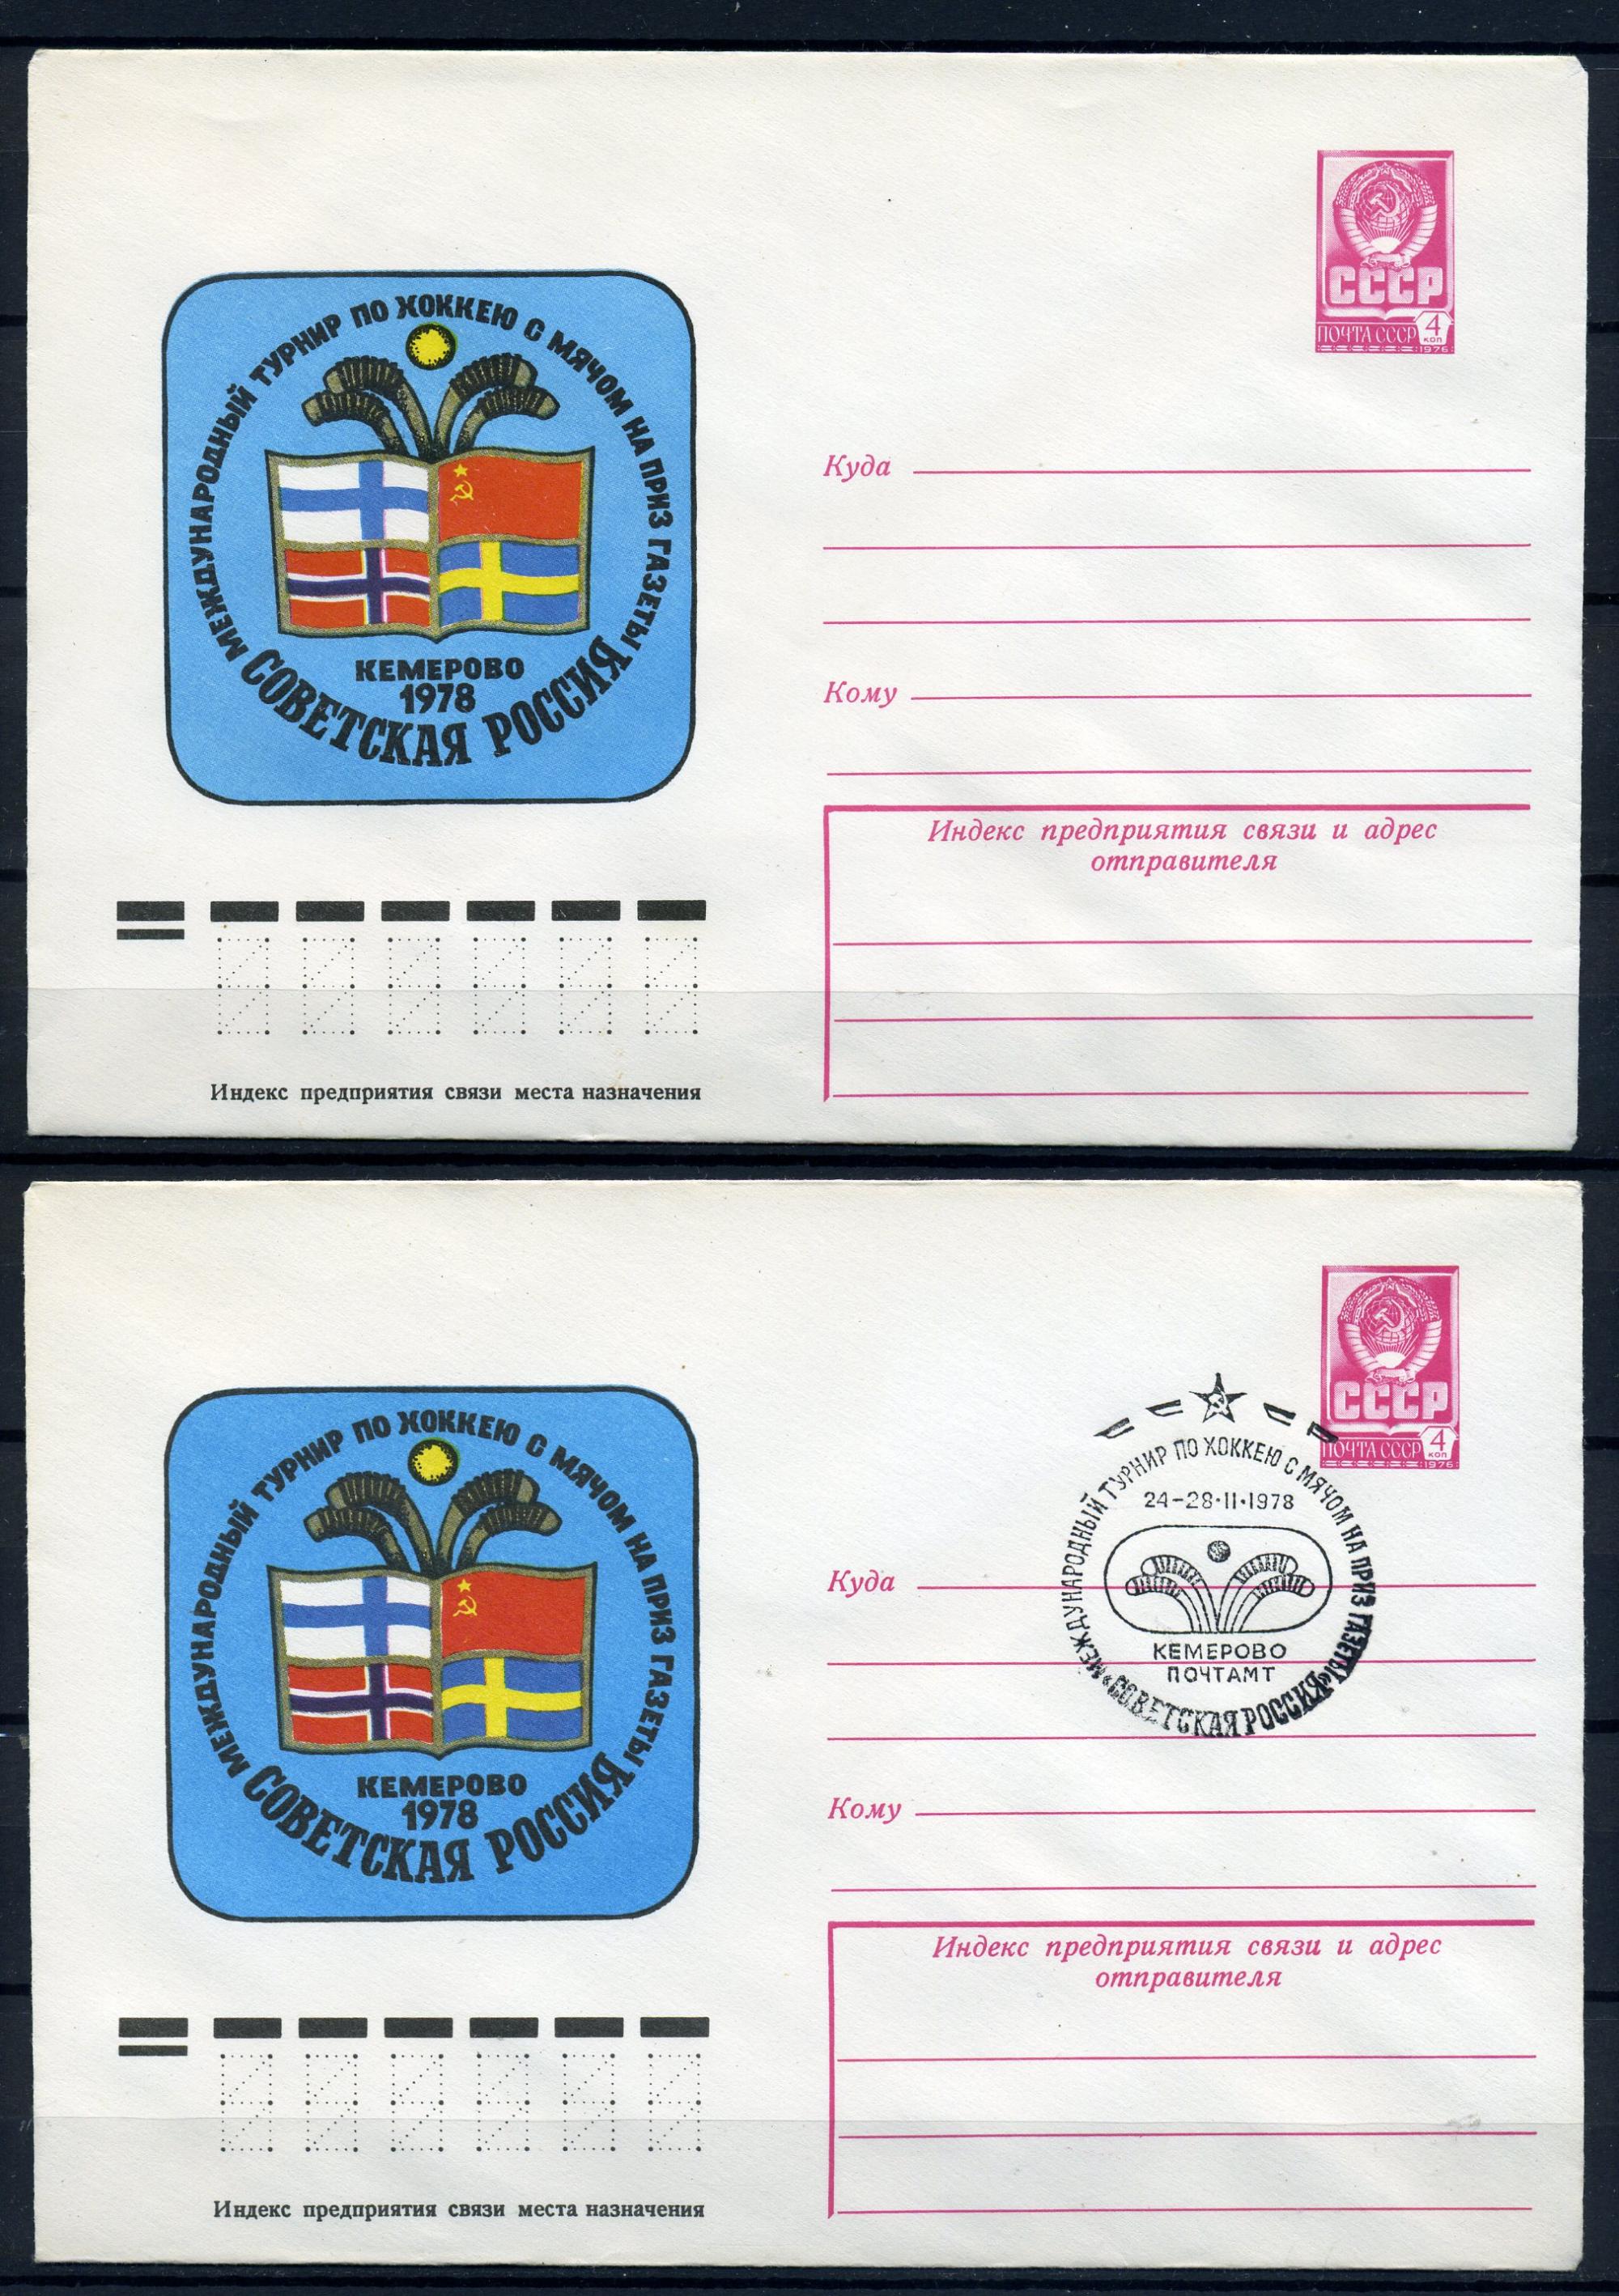 СССР
ПОЧТА СССР 4 КОП
1976
МЕЖДУНАРОДНЫЙ ТУРНИР ПО ХОККЕЮ С МЯЧОМ НА ПРИЗ ГАЗЕТЫ
КЕМЕРОВО
1978
СОВЕТСКАЯ РОССИЯ
Куда
Кому
Индекс предприятия связи и адрес
отправителя
Индекс предприятия связи места назначения
СССР
ПОЧТА СССР 4 КОП
1976
СССР
МЕЖДУНАРОДНЫЙ ТУРНИР ПО ХОККЕЮ С МЯЧОМ НА ПРИЗ ГАЗЕТЫ
24-28·II·1978
КЕМЕРОВО
ПОЧТАМТ
«СОВЕТСКАЯ РОССИЯ»
МЕЖДУНАРОДНЫЙ ТУРНИР ПО ХОККЕЮ С МЯЧОМ НА ПРИЗ ГАЗЕТЫ
КЕМЕРОВО
1978
СОВЕТСКАЯ РОССИЯ
Куда
Кому
Индекс предприятия связи и адрес
отправителя
Индекс предприятия связи места назначения